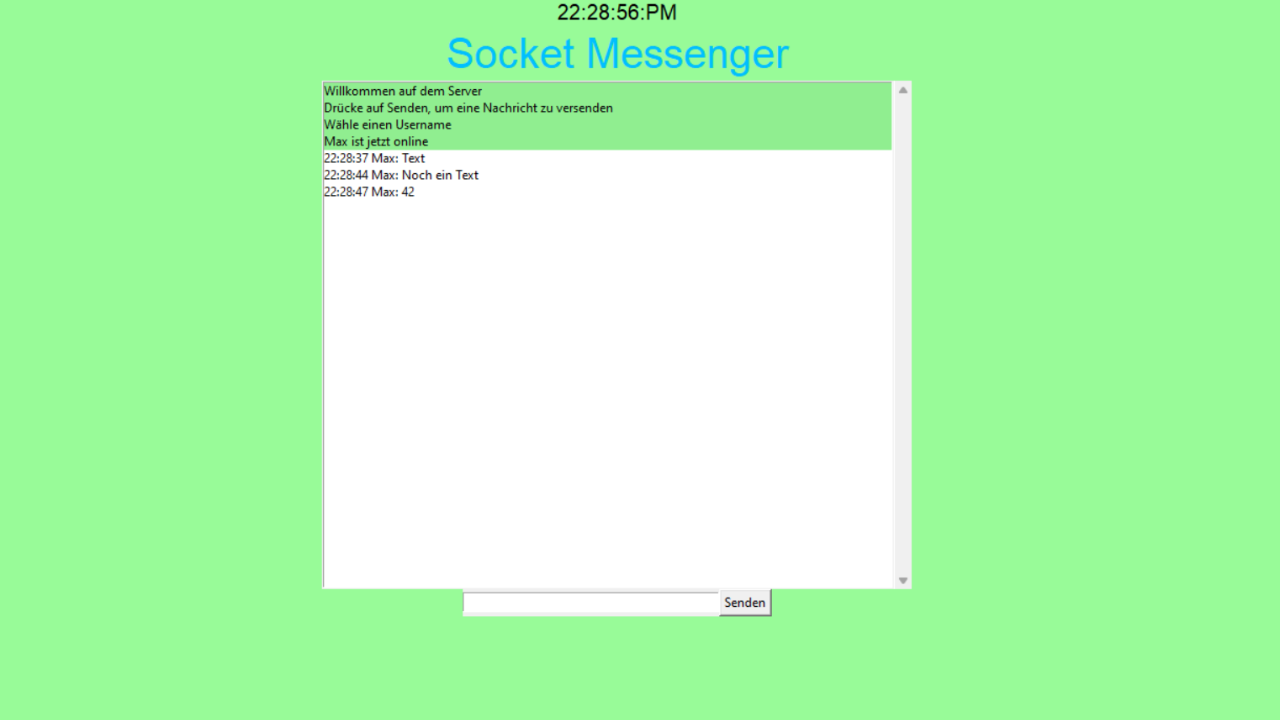 22:28:56:PM
Socket Messenger
Willkommen auf dem Server
Drücke auf Senden, um eine Nachricht zu versenden
Wähle einen Username
Max ist jetzt online
22:28:37 Max: Text
22:28:44 Max: Noch ein Text
22:28:47 Max: 42
Senden